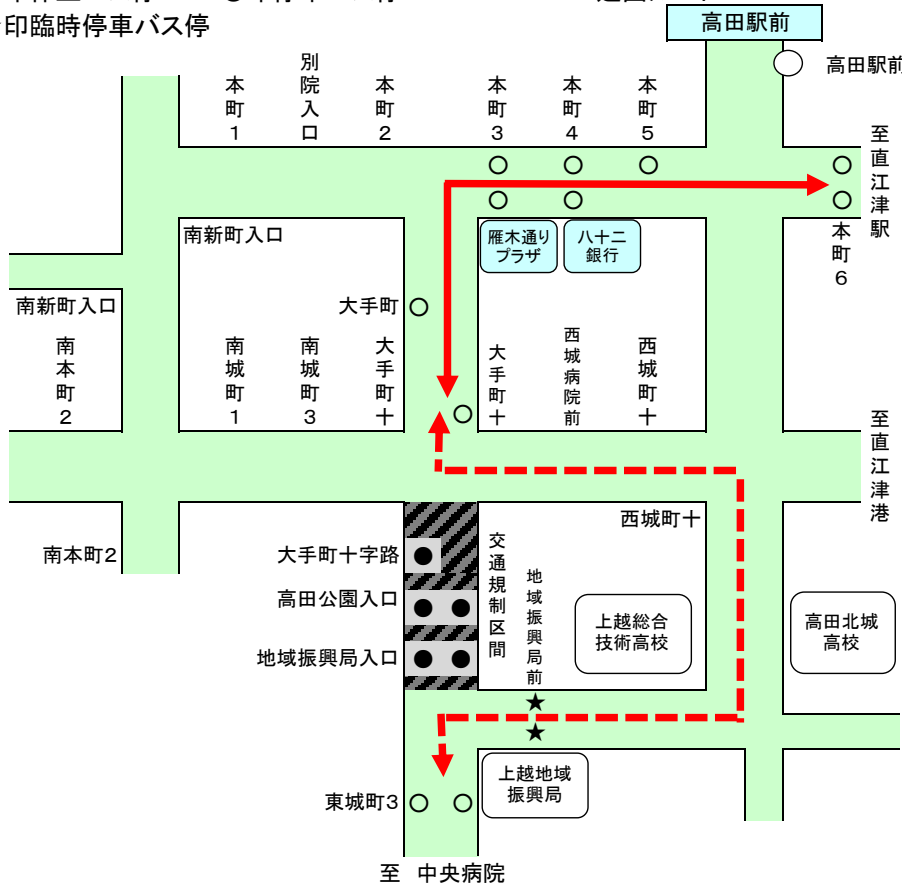 印臨時停車バス停
高田駅前
高田駅前
本町1
別院入口
本町2
本町3
本町4
本町5
至直江津駅
本町6
南新町入口
雁木通り
プラザ
八十二
銀行
南新町入口
大手町
南本町2
南城町1
南城町3
大手町十
大手町十
西城病院前
西城町十
至直江津港
西城町十
南本町2
大手町十字路
交通規制区間
地域振興局前
高田公園入口
上越総合
技術高校
高田北城
高校
地域振興局入口
★
★
上越地域
振興局
東城町3
至 中央病院